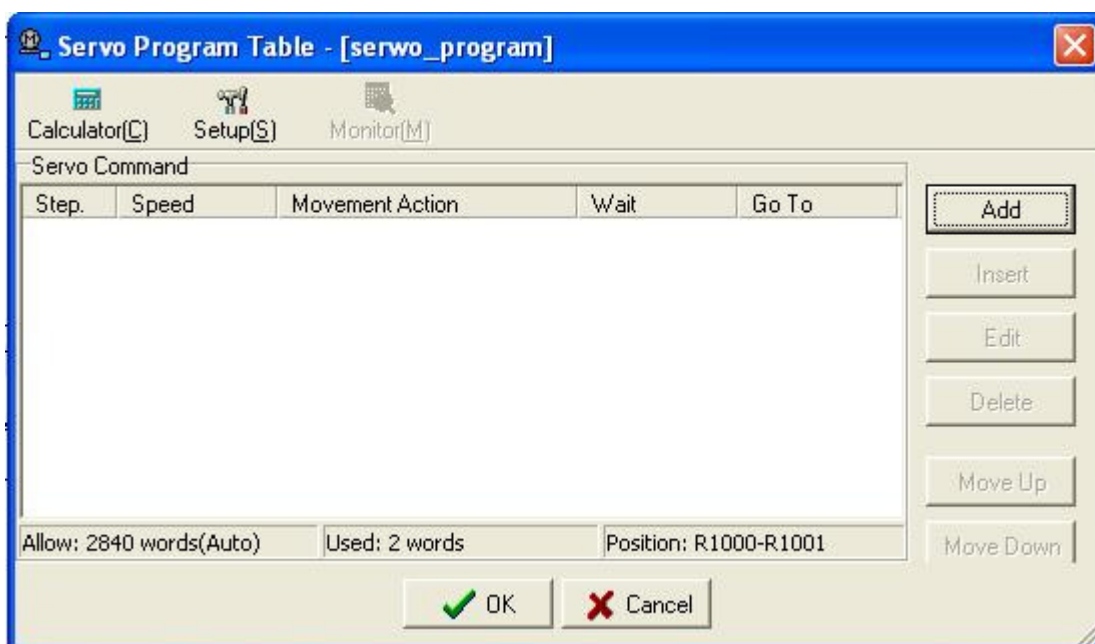 Servo Program Table - [serwo_program]
Calculator(C) Setup(S) Monitor(M)
Servo Command
Step. Speed Movement Action Wait Go To
Add
Insert
Edit
Delete
Move Up
Move Down
Allow: 2840 words(Auto) Used: 2 words Position: R1000-R1001
OK Cancel